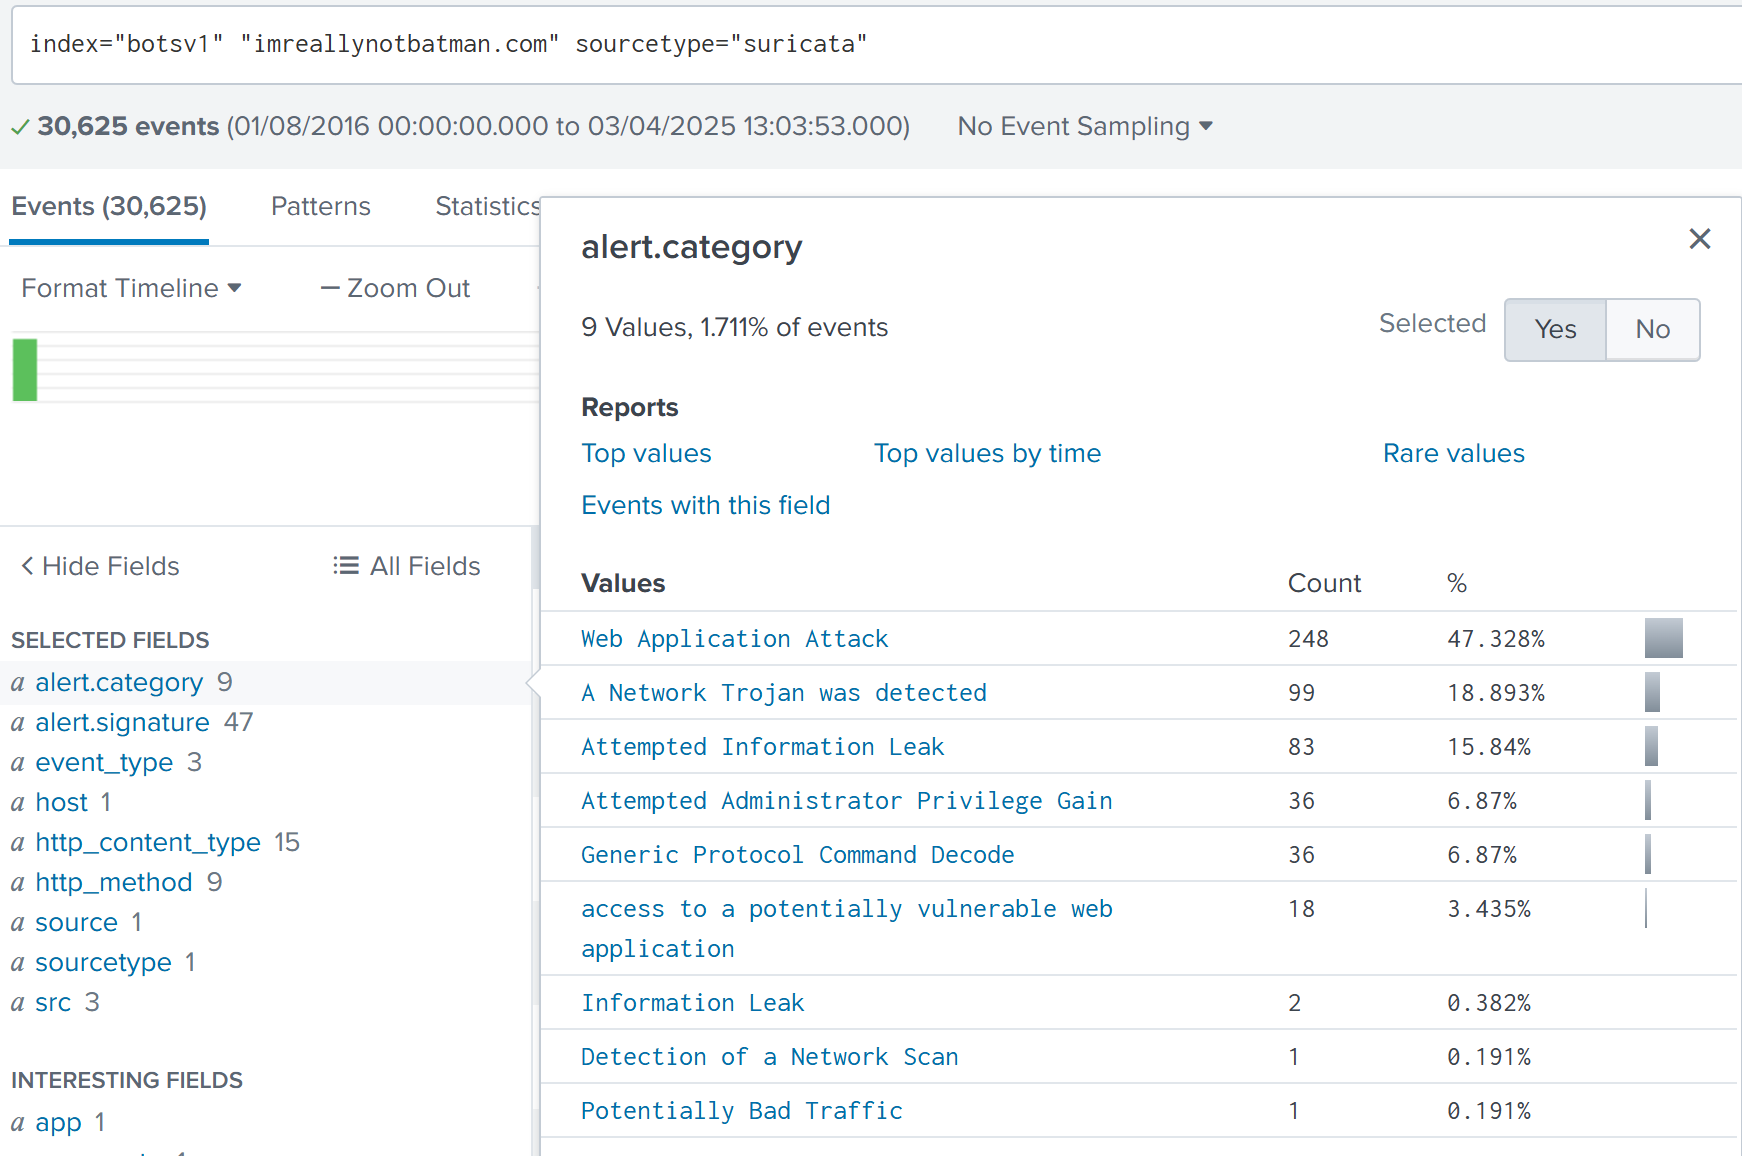 index="botsv1" "imreallynotbatman.com" sourcetype="suricata"
30,625 events (01/08/2016 00:00:00.000 to 03/04/2025 13:03:53.000) No Event Sampling
Events (30,625) Patterns Statistics
Format Timeline — Zoom Out
alert.category
9 Values, 1.711% of events
Selected Yes No
Reports
Top values Top values by time Rare values
Events with this field
Values Count %
Web Application Attack 248 47.328%
A Network Trojan was detected 99 18.893%
Attempted Information Leak 83 15.84%
Attempted Administrator Privilege Gain 36 6.87%
Generic Protocol Command Decode 36 6.87%
access to a potentially vulnerable web
application 18 3.435%
Information Leak 2 0.382%
Detection of a Network Scan 1 0.191%
Potentially Bad Traffic 1 0.191%
Hide Fields All Fields
SELECTED FIELDS
a alert.category 9
a alert.signature 47
a event_type 3
a host 1
a http_content_type 15
a http_method 9
a source 1
a sourcetype 1
a src 3
INTERESTING FIELDS
a app 1